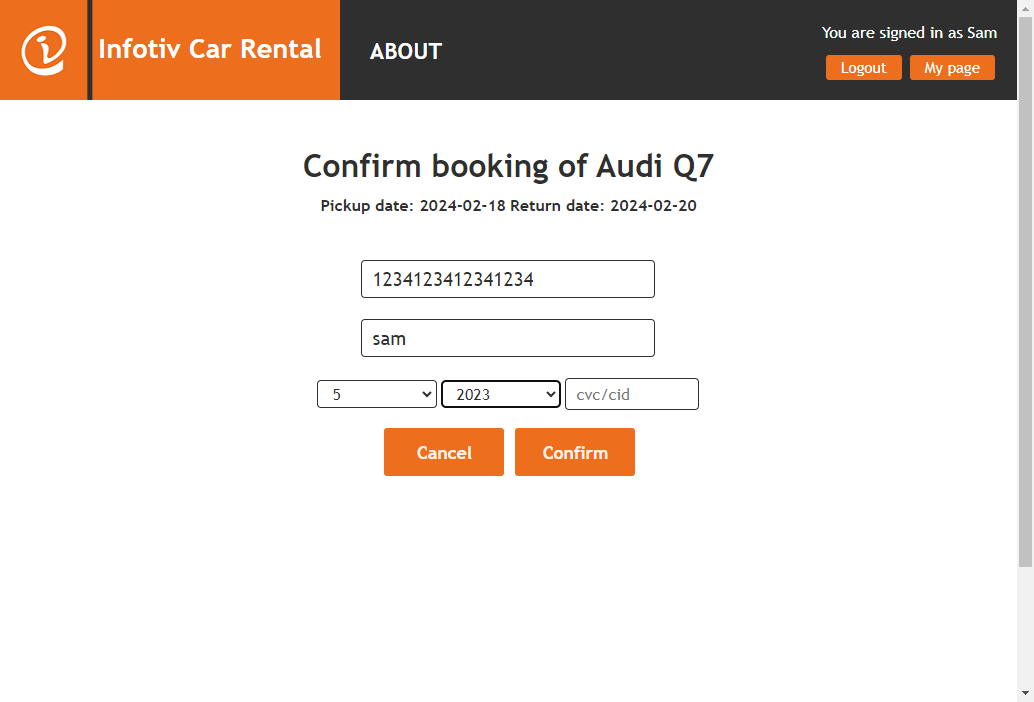 Infotiv Car Rental
ABOUT
You are signed in as Sam
Logout
My page
Confirm booking of Audi Q7
Pickup date: 2024-02-18 Return date: 2024-02-20
1234123412341234
sam
5
2023
cvc/cid
Cancel
Confirm